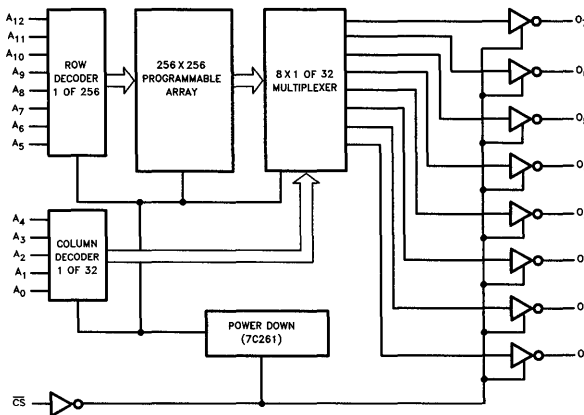 A₁₂
A₁₁
A₁₀
A₉
A₈
A₇
A₆
A₅
ROW
DECODER
1 OF 256
256 X 256
PROGRAMMABLE
ARRAY
8 X 1 OF 32
MULTIPLEXER
A₄
A₃
A₂
A₁
A₀
COLUMN
DECODER
1 OF 32
POWER DOWN
(7C261)
C̅S̅
O
O
O
O
O
O
O
O